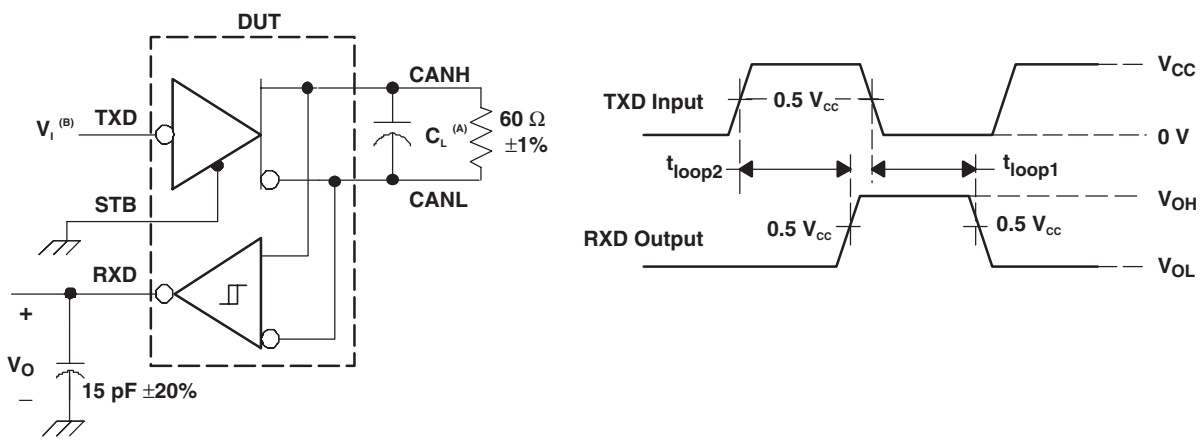 DUT
CANH
TXD
V_I (B)
C_L (A)
60 Ω
±1%
STB
CANL
RXD
+
V_O
–
15 pF ±20%
V_CC
TXD Input
0.5 V_CC
0 V
t_loop2
t_loop1
V_OH
RXD Output
0.5 V_CC
0.5 V_CC
V_OL